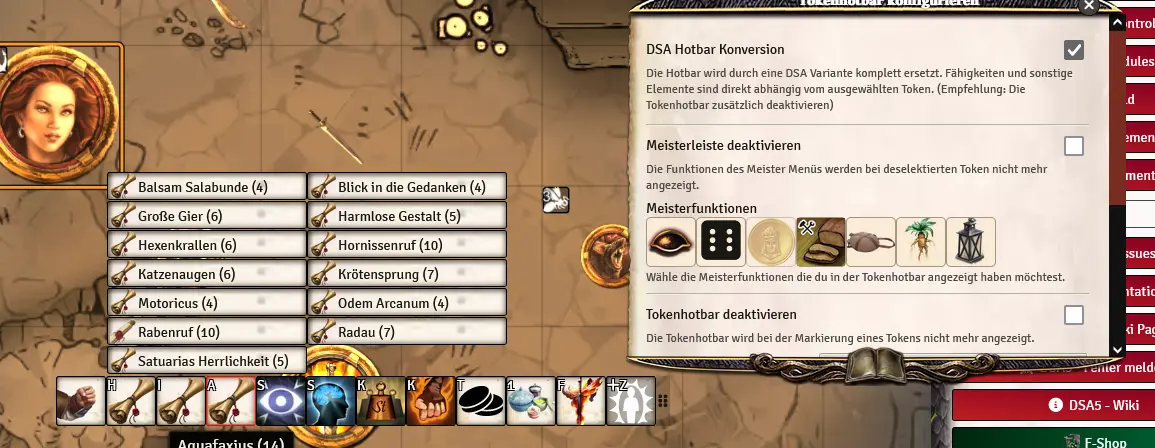 Tokenhotbar konfigurieren
DSA Hotbar Konversion
Die Hotbar wird durch eine DSA Variante komplett ersetzt. Fähigkeiten und sonstige
Elemente sind direkt abhängig vom ausgewählten Token. (Empfehlung: Die
Tokenhotbar zusätzlich deaktivieren)
Meisterleiste deaktivieren
Die Funktionen des Meister Menüs werden bei deselektierten Token nicht mehr
angezeigt.
Meisterfunktionen
Wähle die Meisterfunktionen die du in der Tokenhotbar angezeigt haben möchtest.
Tokenhotbar deaktivieren
Die Tokenhotbar wird bei der Markierung eines Tokens nicht mehr angezeigt.
Balsam Salabunde (4)
Blick in die Gedanken (4)
Große Gier (6)
Harmlose Gestalt (5)
Hexenkrallen (6)
Hornissenruf (10)
Katzenaugen (6)
Krötensprung (7)
Motoricus (4)
Odem Arcanum (4)
Rabenruf (10)
Radau (7)
Satuarias Herrlichkeit (5)
H I A S S K K T 1 F +Z
Aquafaxius (14)
DSA5 - Wiki
F-Shop